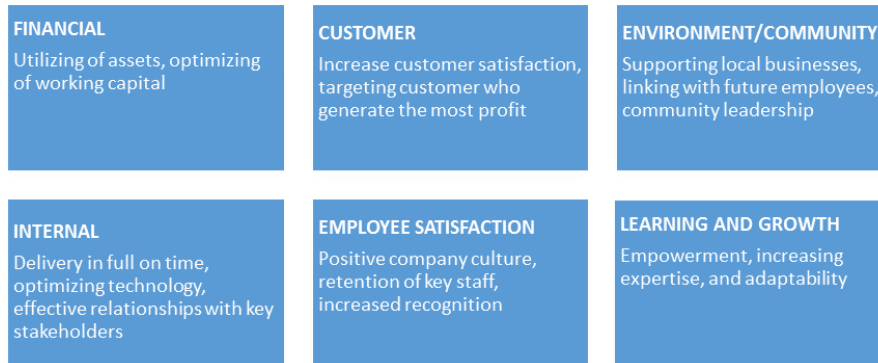 FINANCIAL
Utilizing of assets, optimizing
of working capital
CUSTOMER
Increase customer satisfaction,
targeting customer who
generate the most profit
ENVIRONMENT/COMMUNITY
Supporting local businesses,
linking with future employees,
community leadership
INTERNAL
Delivery in full on time,
optimizing technology,
effective relationships with key
stakeholders
EMPLOYEE SATISFACTION
Positive company culture,
retention of key staff,
increased recognition
LEARNING AND GROWTH
Empowerment, increasing
expertise, and adaptability